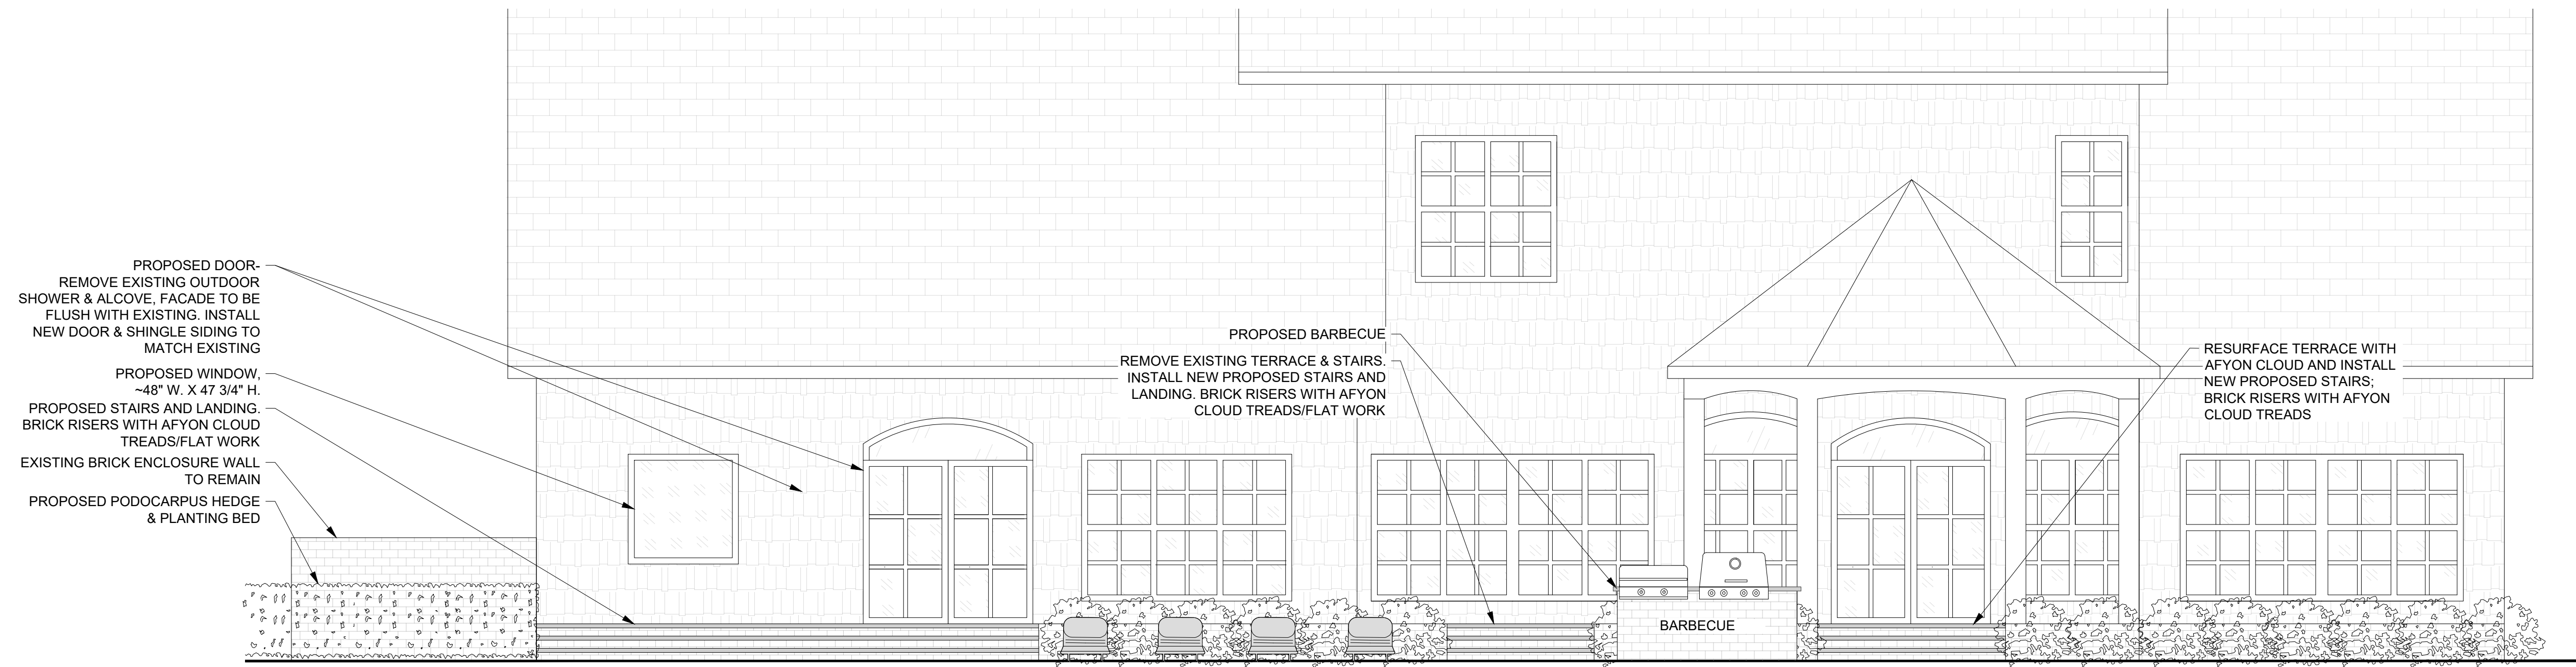 PROPOSED DOOR-
REMOVE EXISTING OUTDOOR
SHOWER & ALCOVE, FACADE TO BE
FLUSH WITH EXISTING. INSTALL
NEW DOOR & SHINGLE SIDING TO
MATCH EXISTING
PROPOSED WINDOW,
~48" W. X 47 3/4" H.
PROPOSED STAIRS AND LANDING.
BRICK RISERS WITH AFYON CLOUD
TREADS/FLAT WORK
EXISTING BRICK ENCLOSURE WALL
TO REMAIN
PROPOSED PODOCARPUS HEDGE
& PLANTING BED
PROPOSED BARBECUE
REMOVE EXISTING TERRACE & STAIRS.
INSTALL NEW PROPOSED STAIRS AND
LANDING. BRICK RISERS WITH AFYON
CLOUD TREADS/FLAT WORK
BARBECUE
RESURFACE TERRACE WITH
AFYON CLOUD AND INSTALL
NEW PROPOSED STAIRS;
BRICK RISERS WITH AFYON
CLOUD TREADS